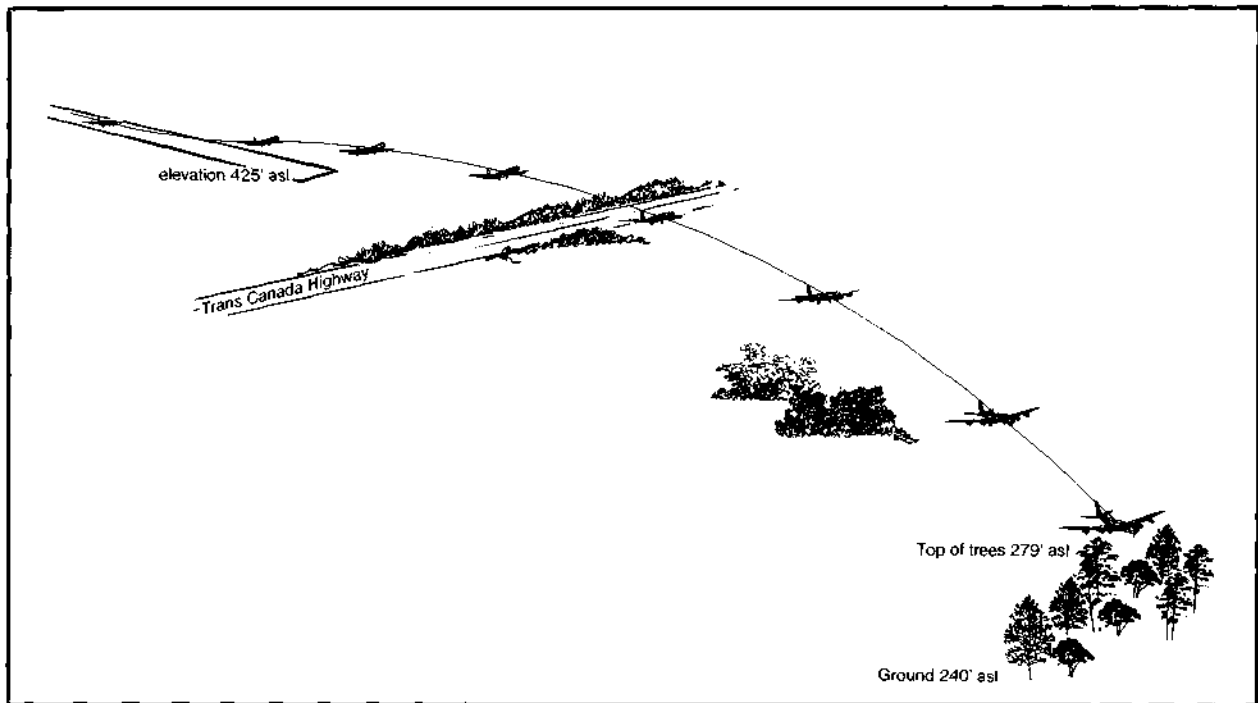 elevation 425' asl
Trans Canada Highway
Top of trees 279' asl
Ground 240' asl